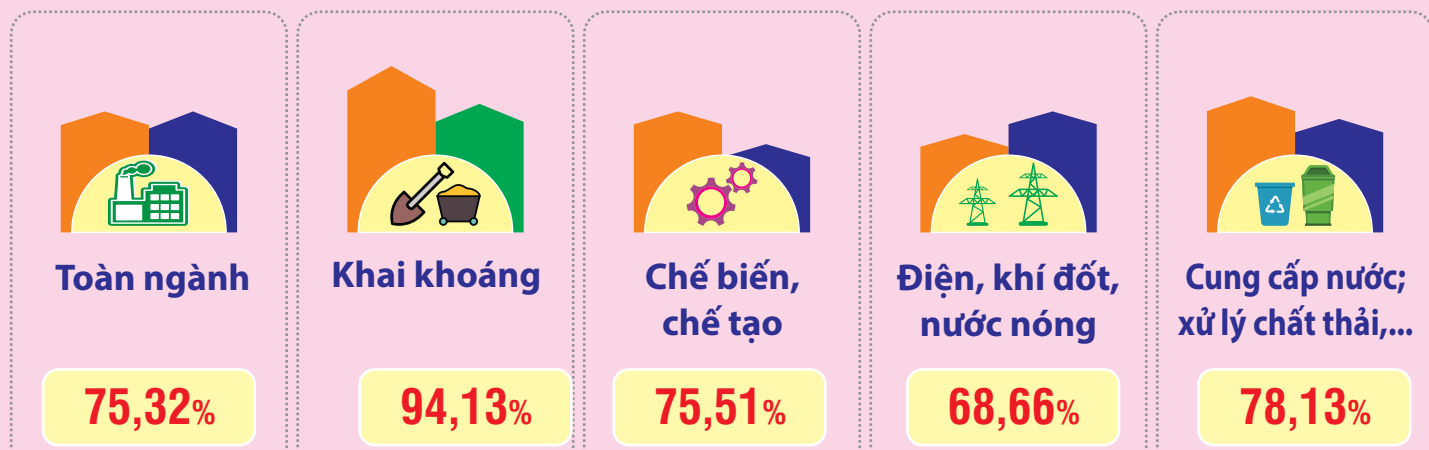 Toàn ngành
75,32%
Khai khoáng
94,13%
Chế biến,
chế tạo
75,51%
Điện, khí đốt,
nước nóng
68,66%
Cung cấp nước;
xử lý chất thải,...
78,13%